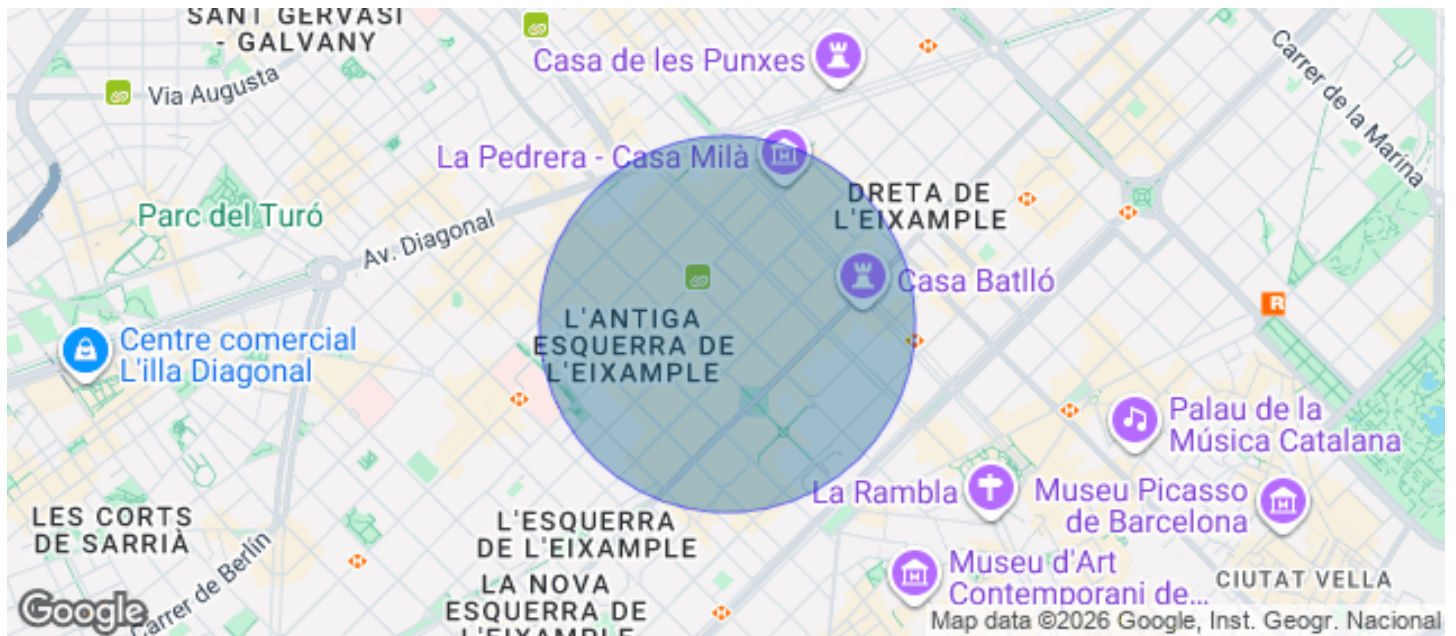 SANT GERVASI
- GALVANY
Casa de les Punxes
Via Augusta
Carrer de la Marina
La Pedrera - Casa Milà
DRETA DE
L'EIXAMPLE
Parc del Turó
Av. Diagonal
Casa Batlló
R
L'ANTIGA
ESQUERRA DE
L'EIXAMPLE
Centre comercial
L'illa Diagonal
Palau de la
Música Catalana
La Rambla
Museu Picasso
de Barcelona
LES CORTS
DE SARRIÀ
L'ESQUERRA
DE L'EIXAMPLE
Carrer de Berlín
Museu d'Art
Contemporani de...
CIUTAT VELLA
LA NOVA
ESQUERRA DE
L'EIXAMPLE
Google
Map data ©2026 Google, Inst. Geogr. Nacional